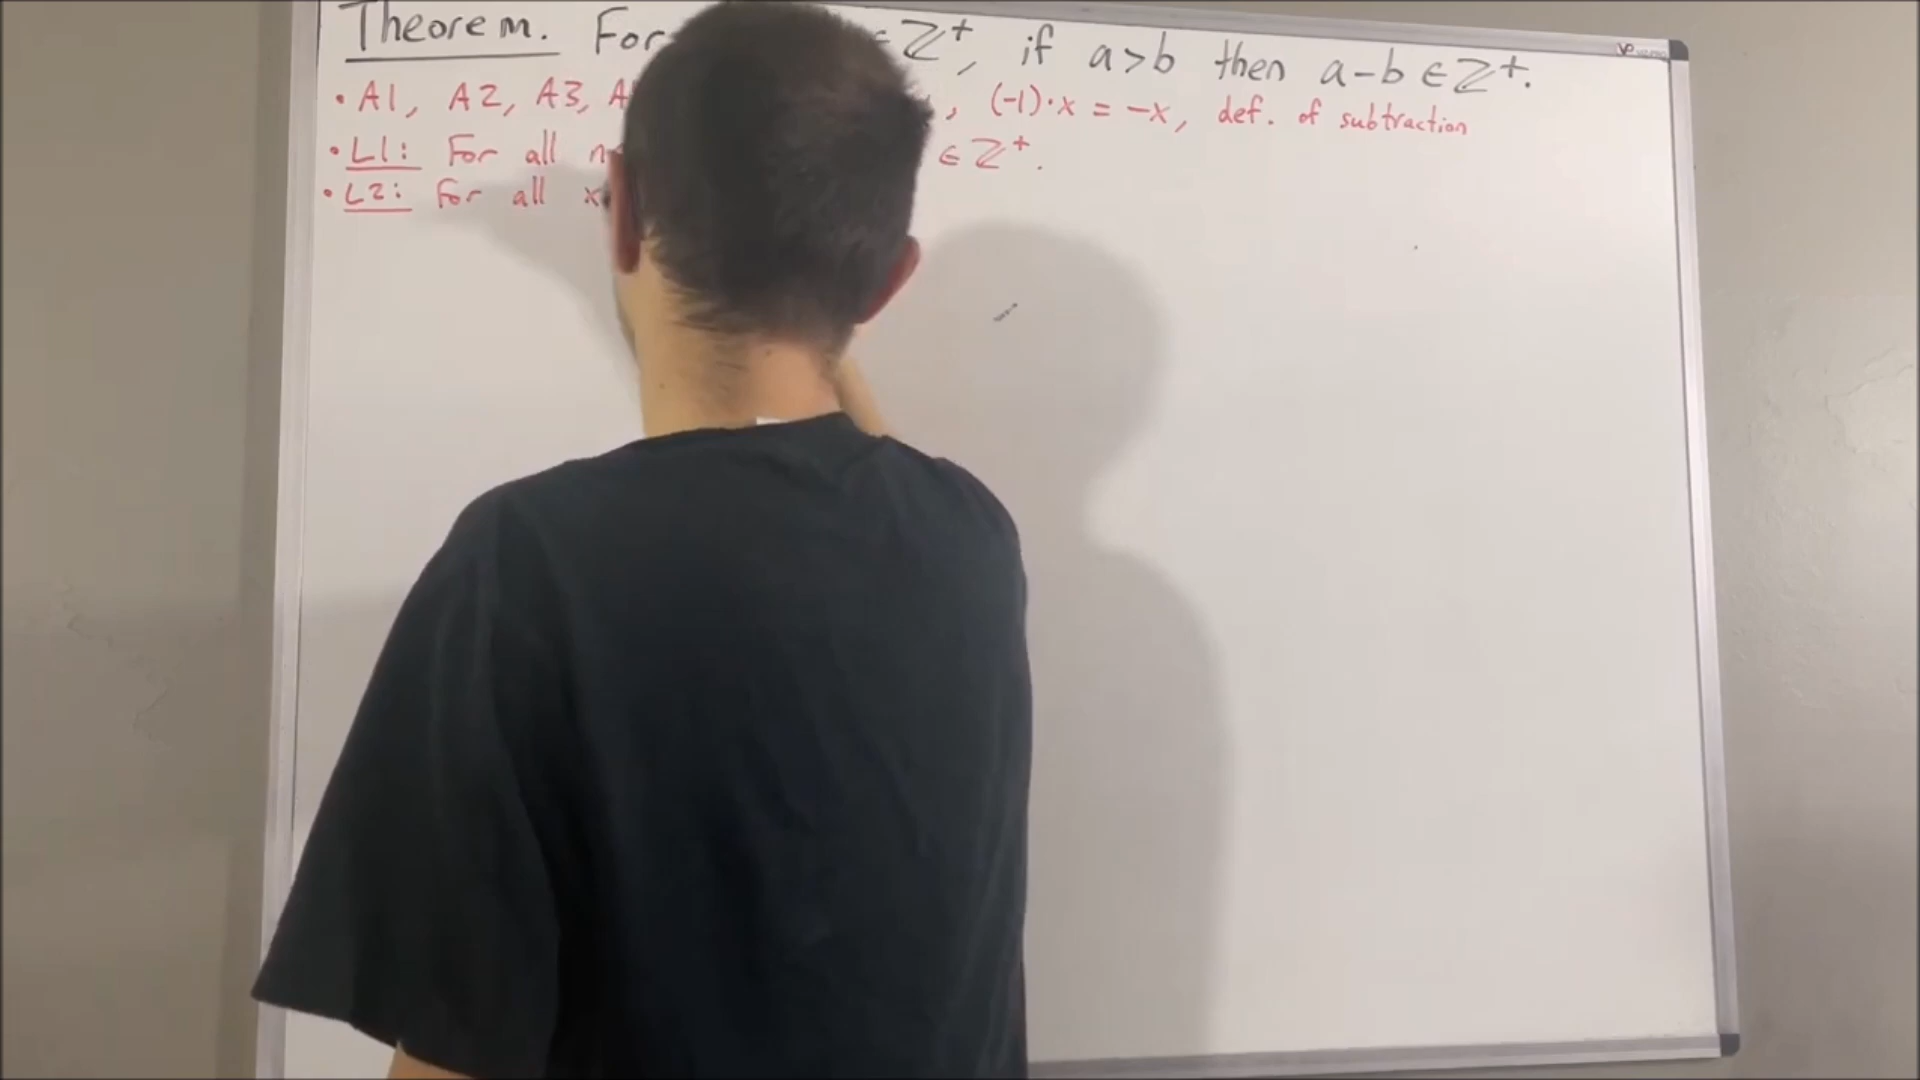 Theorem. For ∈ ℤ⁺, if a>b then a-b ∈ ℤ⁺.
• A1, A2, A3, , (-1)·x = -x, def. of subtraction
• L1: For all n ∈ ℤ⁺.
• L2: For all x